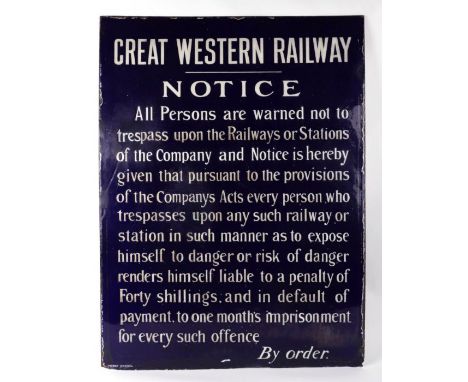 GREAT WESTERN RAILWAY
NOTICE
All Persons are warned not to
trespass upon the Railways or Stations
of the Company and Notice is hereby
given that pursuant to the provisions
of the Companys Acts every person who
trespasses upon any such railway or
station in such manner as to expose
himself to danger or risk of danger
renders himself liable to a penalty of
Forty shillings, and in default of
payment, to one month's imprisonment
for every such offence
By order.